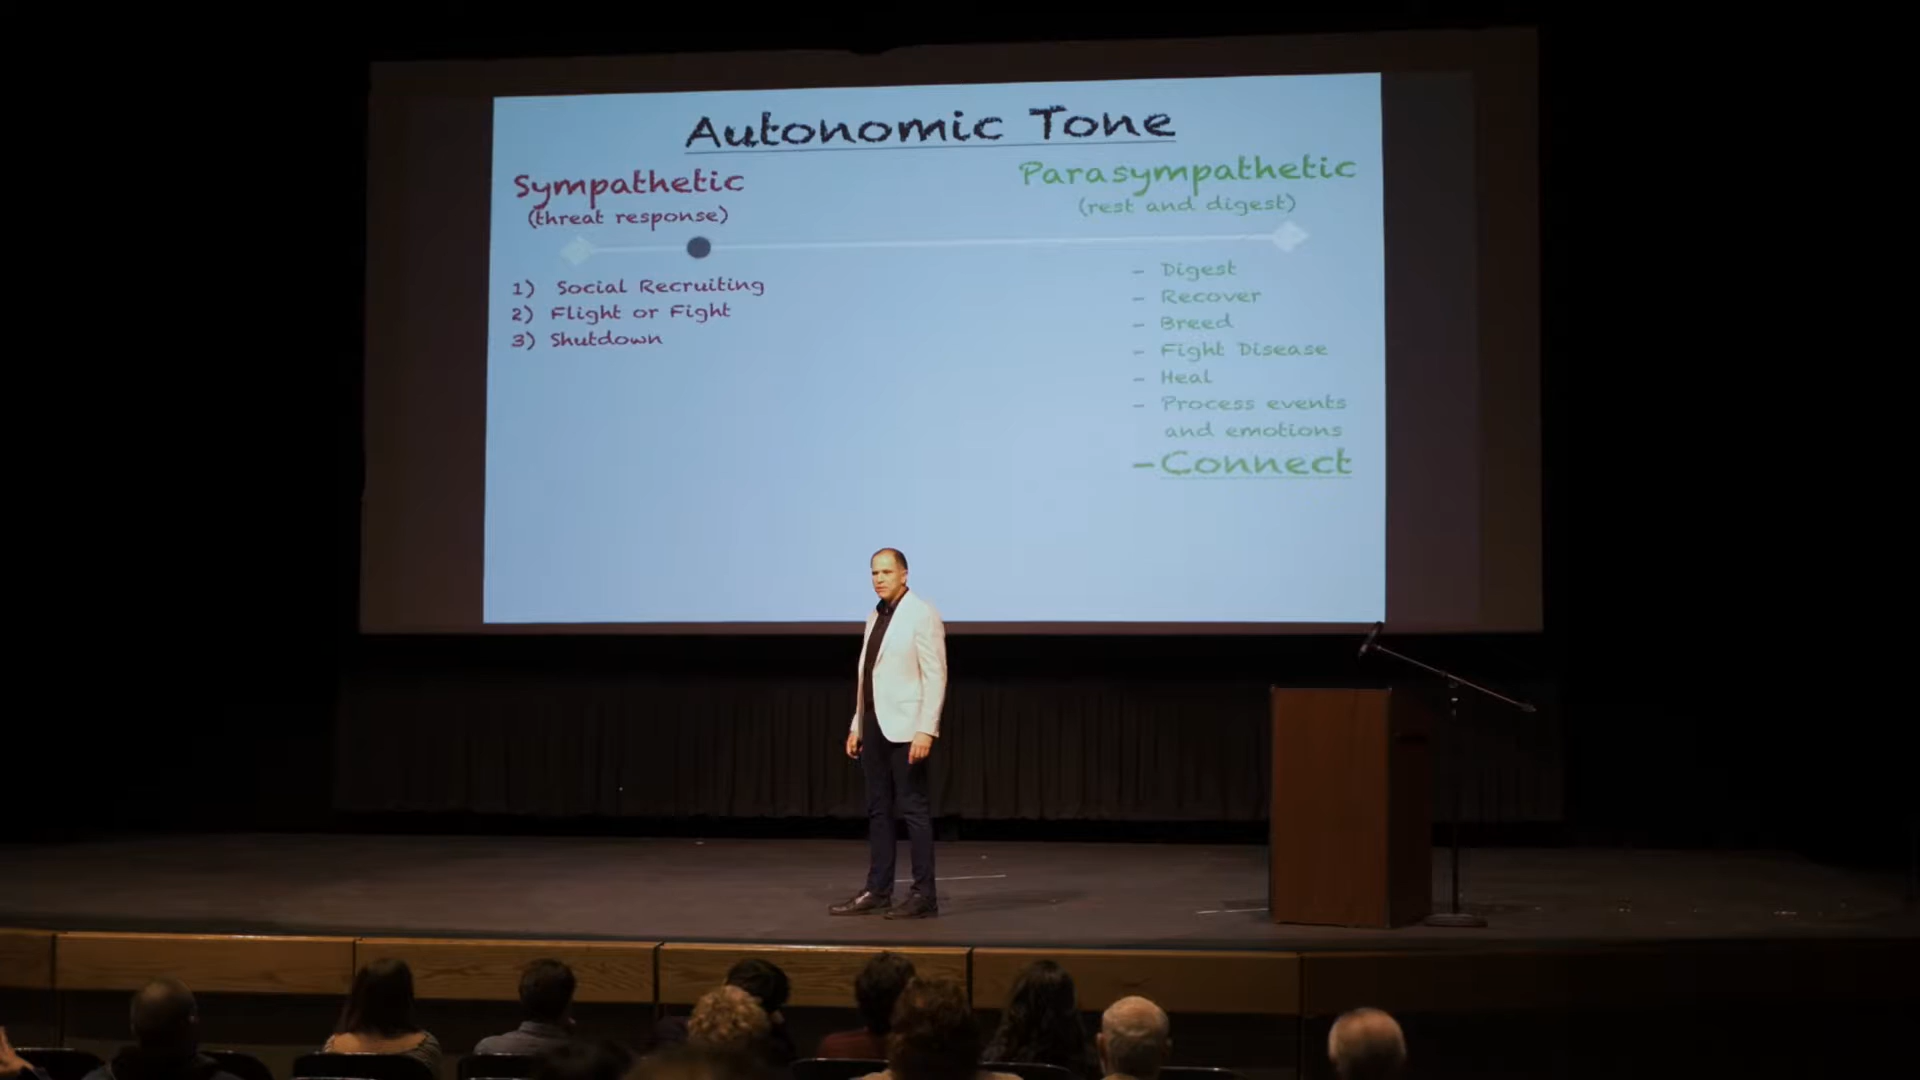 Autonomic Tone
Sympathetic
(threat response)
1) Social Recruiting
2) Flight or Fight
3) Shutdown
Parasympathetic
(rest and digest)
- Digest
- Recover
- Breed
- Fight Disease
- Heal
- Process events
and emotions
- Connect